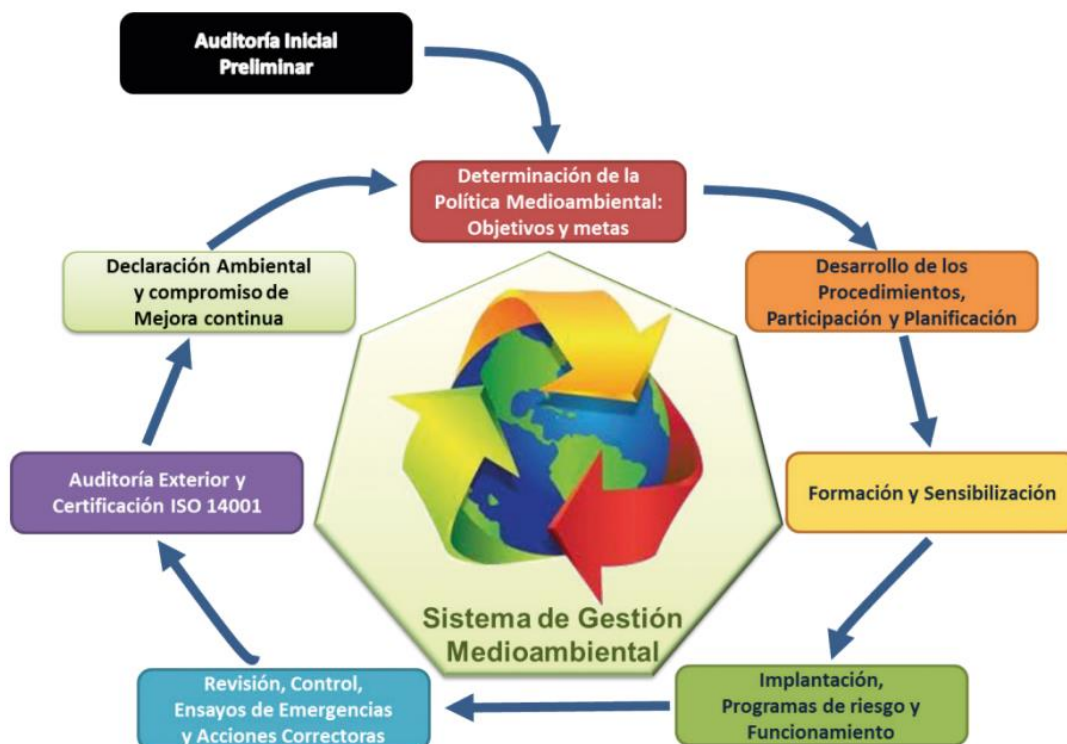 Auditoría Inicial
Preliminar
Determinación de la
Política Medioambiental:
Objetivos y metas
Desarrollo de los
Procedimientos,
Participación y Planificación
Formación y Sensibilización
Implantación,
Programas de riesgo y
Funcionamiento
Revisión, Control,
Ensayos de Emergencias
y Acciones Correctoras
Auditoría Exterior y
Certificación ISO 14001
Declaración Ambiental
y compromiso de
Mejora continua
Sistema de Gestión
Medioambiental